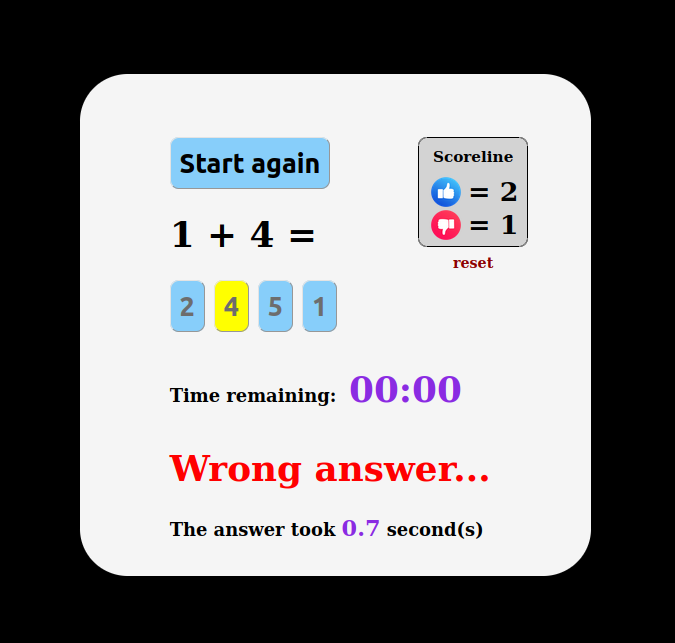 Start again
Scoreline
= 2
= 1
reset
1 + 4 =
2 4 5 1
Time remaining: 00:00
Wrong answer...
The answer took 0.7 second(s)